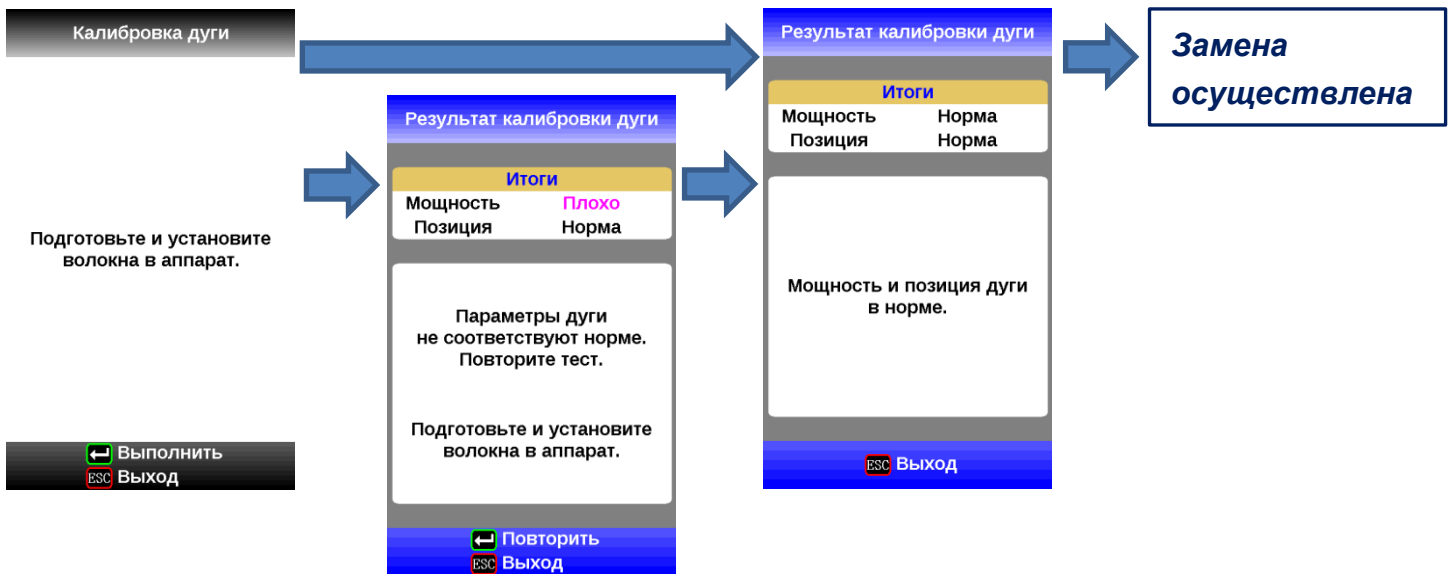 Калибровка дуги
Подготовьте и установите
волокна в аппарат.
Выполнить
ESC Выход
Результат калибровки дуги
Итоги
Мощность Плохо
Позиция Норма
Параметры дуги
не соответствуют норме.
Повторите тест.
Подготовьте и установите
волокна в аппарат.
Повторить
ESC Выход
Результат калибровки дуги
Итоги
Мощность Норма
Позиция Норма
Мощность и позиция дуги
в норме.
ESC Выход
Замена
осуществлена